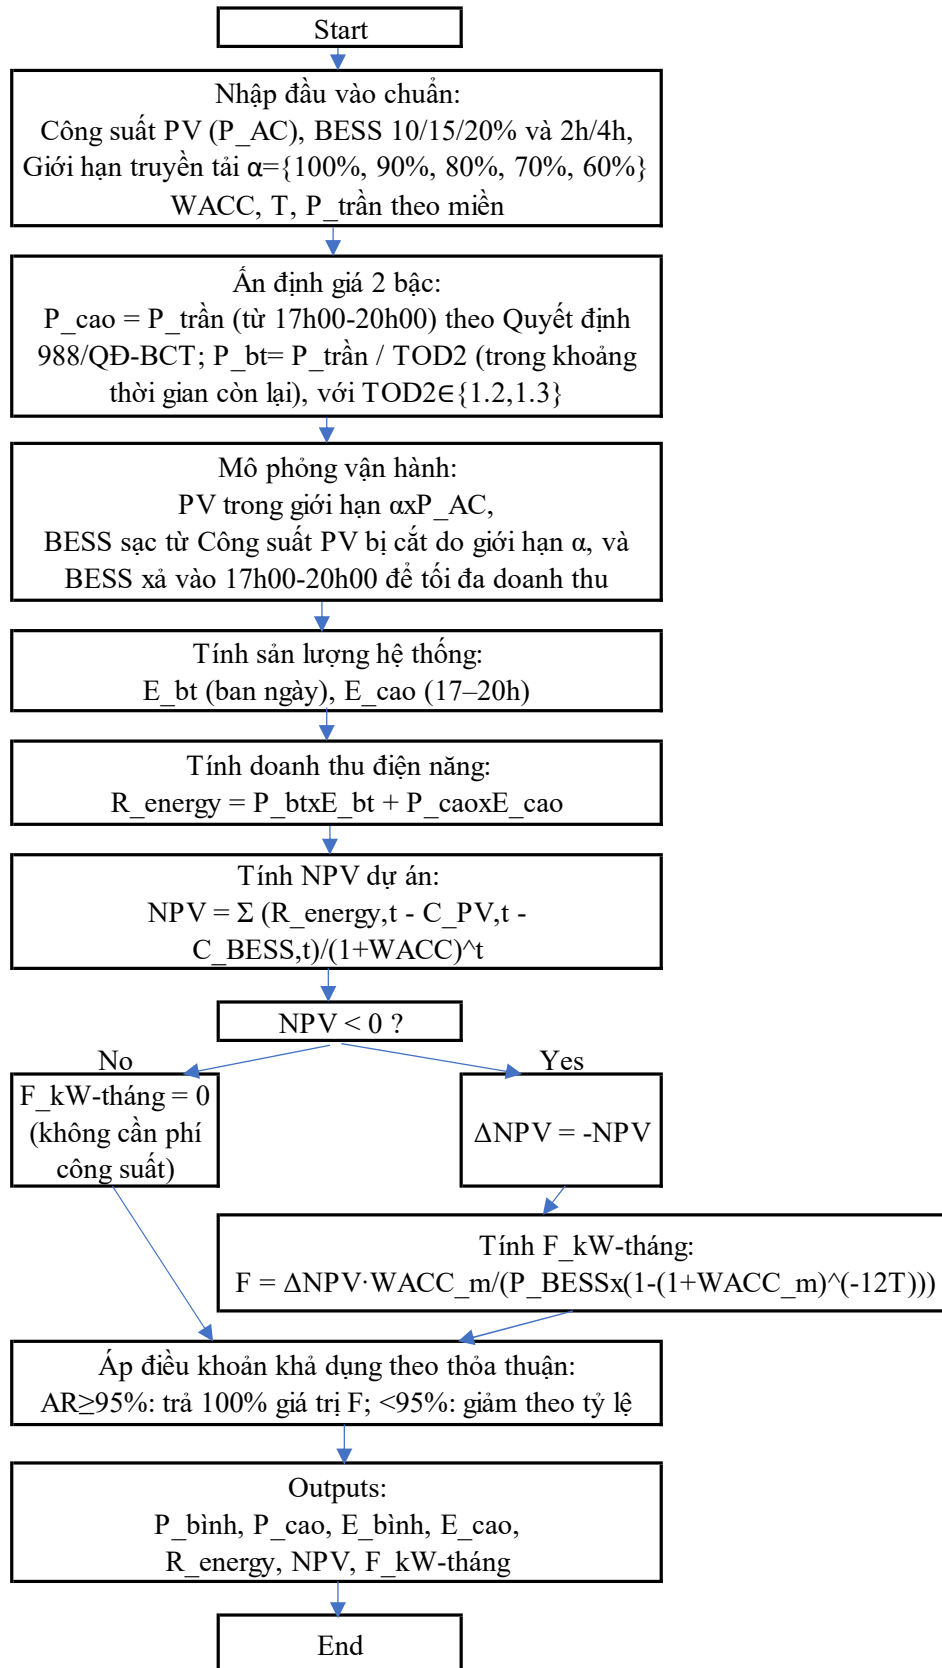 Start
Nhập đầu vào chuẩn:
Công suất PV (P_AC), BESS 10/15/20% và 2h/4h,
Giới hạn truyền tải α={100%, 90%, 80%, 70%, 60%}
WACC, T, P_trần theo miền
Ấn định giá 2 bậc:
P_cao = P_trần (từ 17h00-20h00) theo Quyết định
988/QĐ-BCT; P_bt= P_trần / TOD2 (trong khoảng
thời gian còn lại), với TOD2∈{1.2,1.3}
Mô phỏng vận hành:
PV trong giới hạn αxP_AC,
BESS sạc từ Công suất PV bị cắt do giới hạn α, và
BESS xả vào 17h00-20h00 để tối đa doanh thu
Tính sản lượng hệ thống:
E_bt (ban ngày), E_cao (17–20h)
Tính doanh thu điện năng:
R_energy = P_btxE_bt + P_caoxE_cao
Tính NPV dự án:
NPV = Σ (R_energy,t - C_PV,t -
C_BESS,t)/(1+WACC)^t
NPV < 0 ?
No
Yes
F_kW-tháng = 0
(không cần phí
công suất)
ΔNPV = -NPV
Tính F_kW-tháng:
F = ΔNPV·WACC_m/(P_BESSx(1-(1+WACC_m)^(-12T)))
Áp điều khoản khả dụng theo thỏa thuận:
AR≥95%: trả 100% giá trị F; <95%: giảm theo tỷ lệ
Outputs:
P_bình, P_cao, E_bình, E_cao,
R_energy, NPV, F_kW-tháng
End